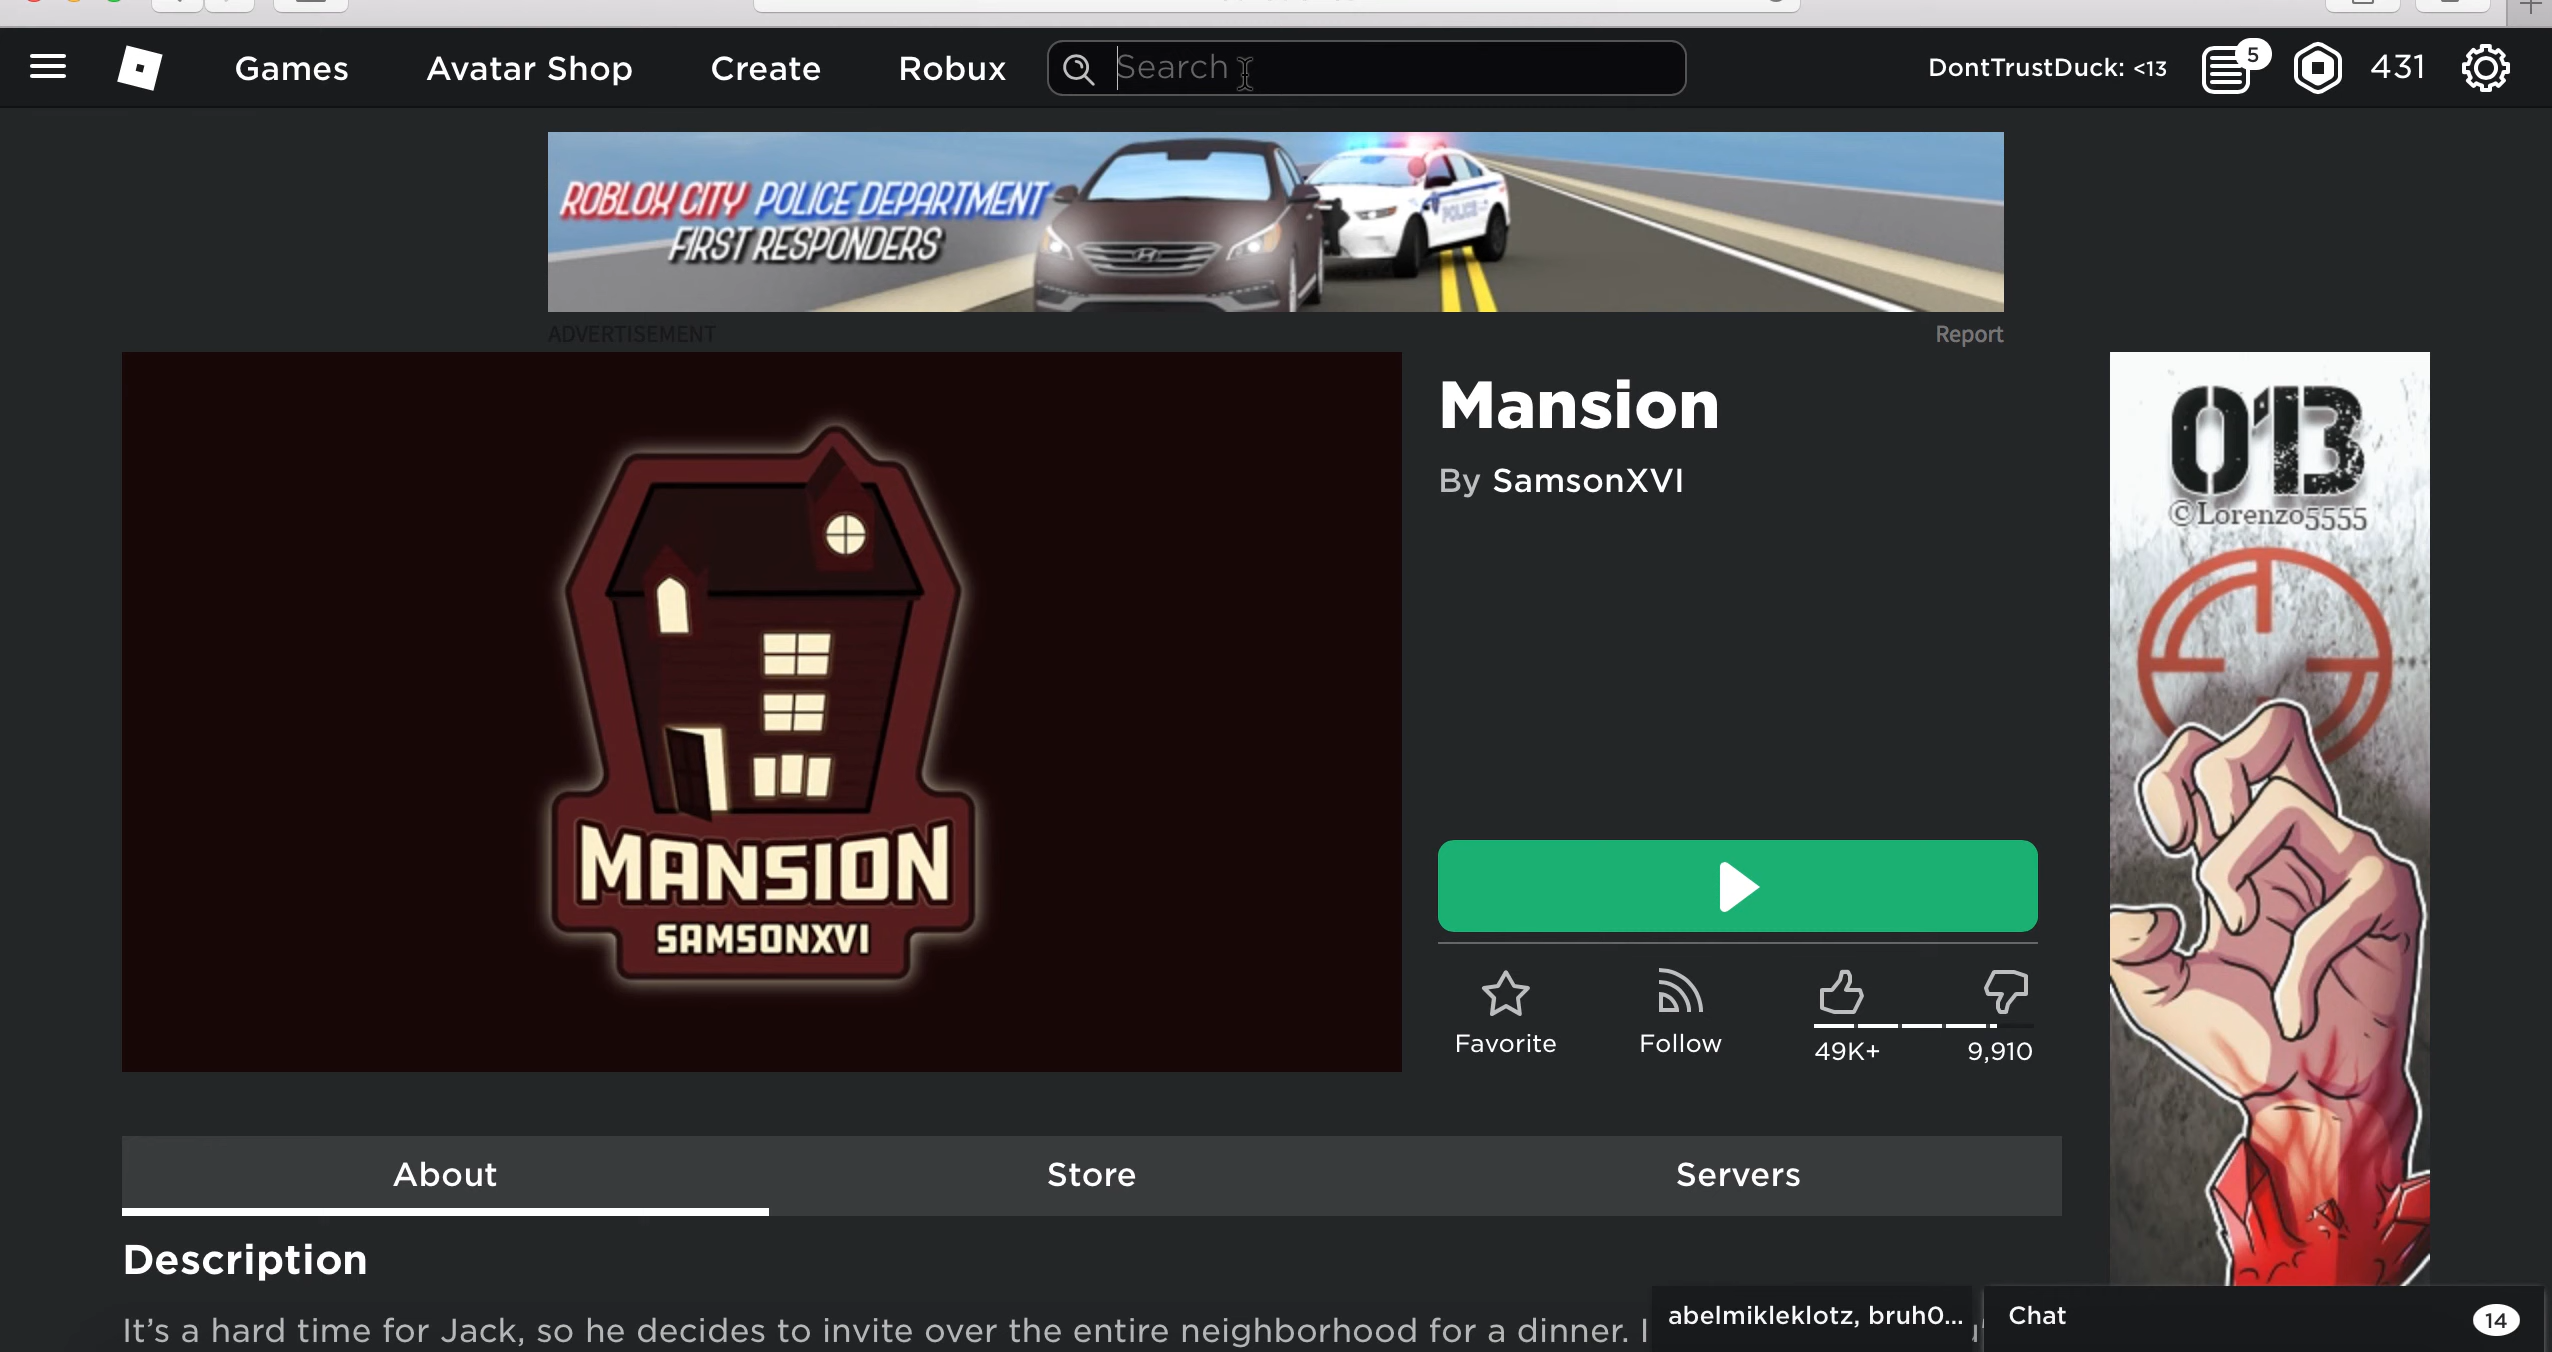 Games
Avatar Shop
Create
Robux
Search
DontTrustDuck: <13
5
431
ROBLOX CITY POLICE DEPARTMENT
FIRST RESPONDERS
POLICE
ADVERTISEMENT
Report
MANSION
SAMSONXVI
Mansion
By SamsonXVI
Favorite
Follow
49K+
9,910
013
©Lorenzo5555
About
Store
Servers
Description
It’s a hard time for Jack, so he decides to invite over the entire neighborhood for a dinner. I
abelmikleklotz, bruh0...
Chat
14